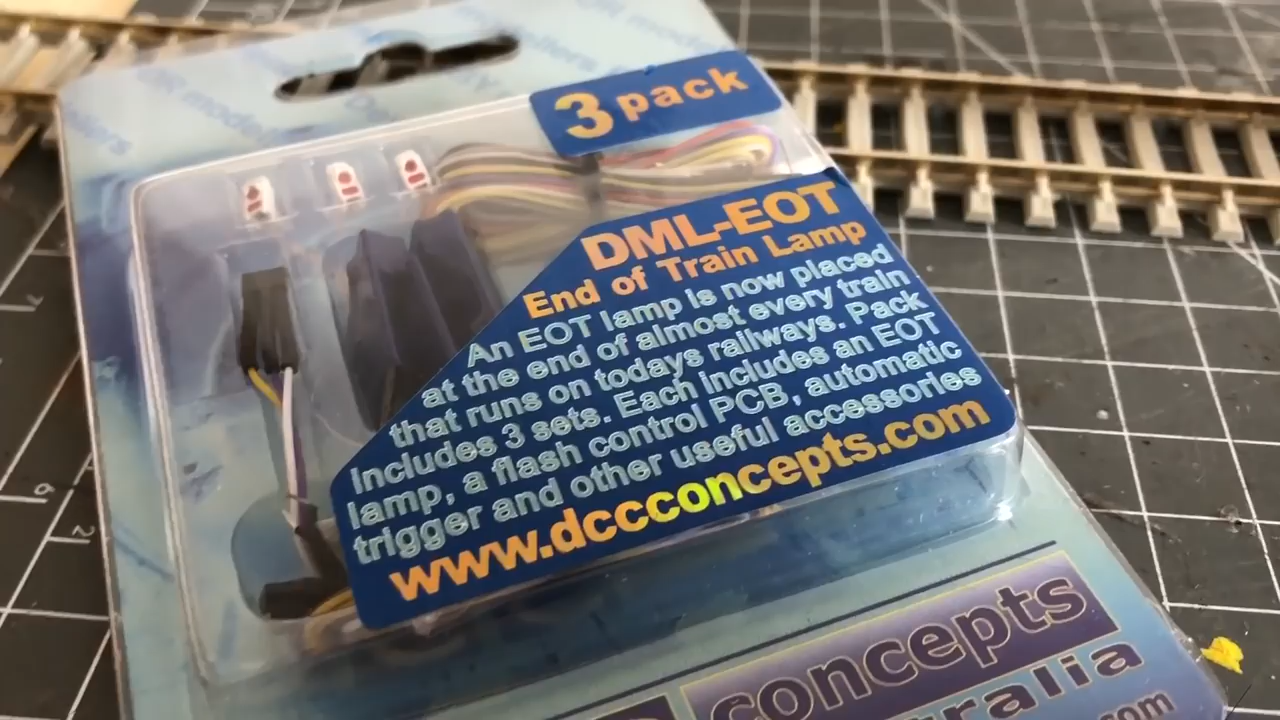 3 pack
DML-EOT
End of Train Lamp
An EOT lamp is now placed
at the end of almost every train
that runs on todays railways. Pack
Includes 3 sets. Each includes an EOT
lamp, a flash control PCB, automatic
trigger and other useful accessories
www.dccconcepts.com
concepts